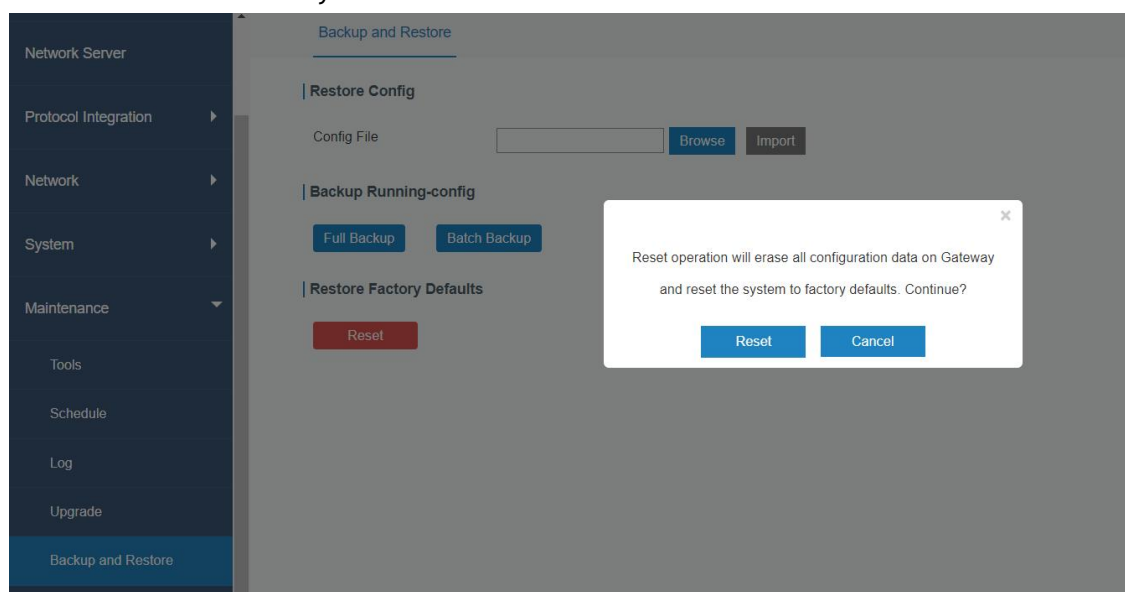 Network Server
Protocol Integration
Network
System
Maintenance
Tools
Schedule
Log
Upgrade
Backup and Restore
Backup and Restore
Restore Config
Config File
Browse
Import
Backup Running-config
Full Backup
Batch Backup
Restore Factory Defaults
Reset
Reset operation will erase all configuration data on Gateway
and reset the system to factory defaults. Continue?
Reset
Cancel